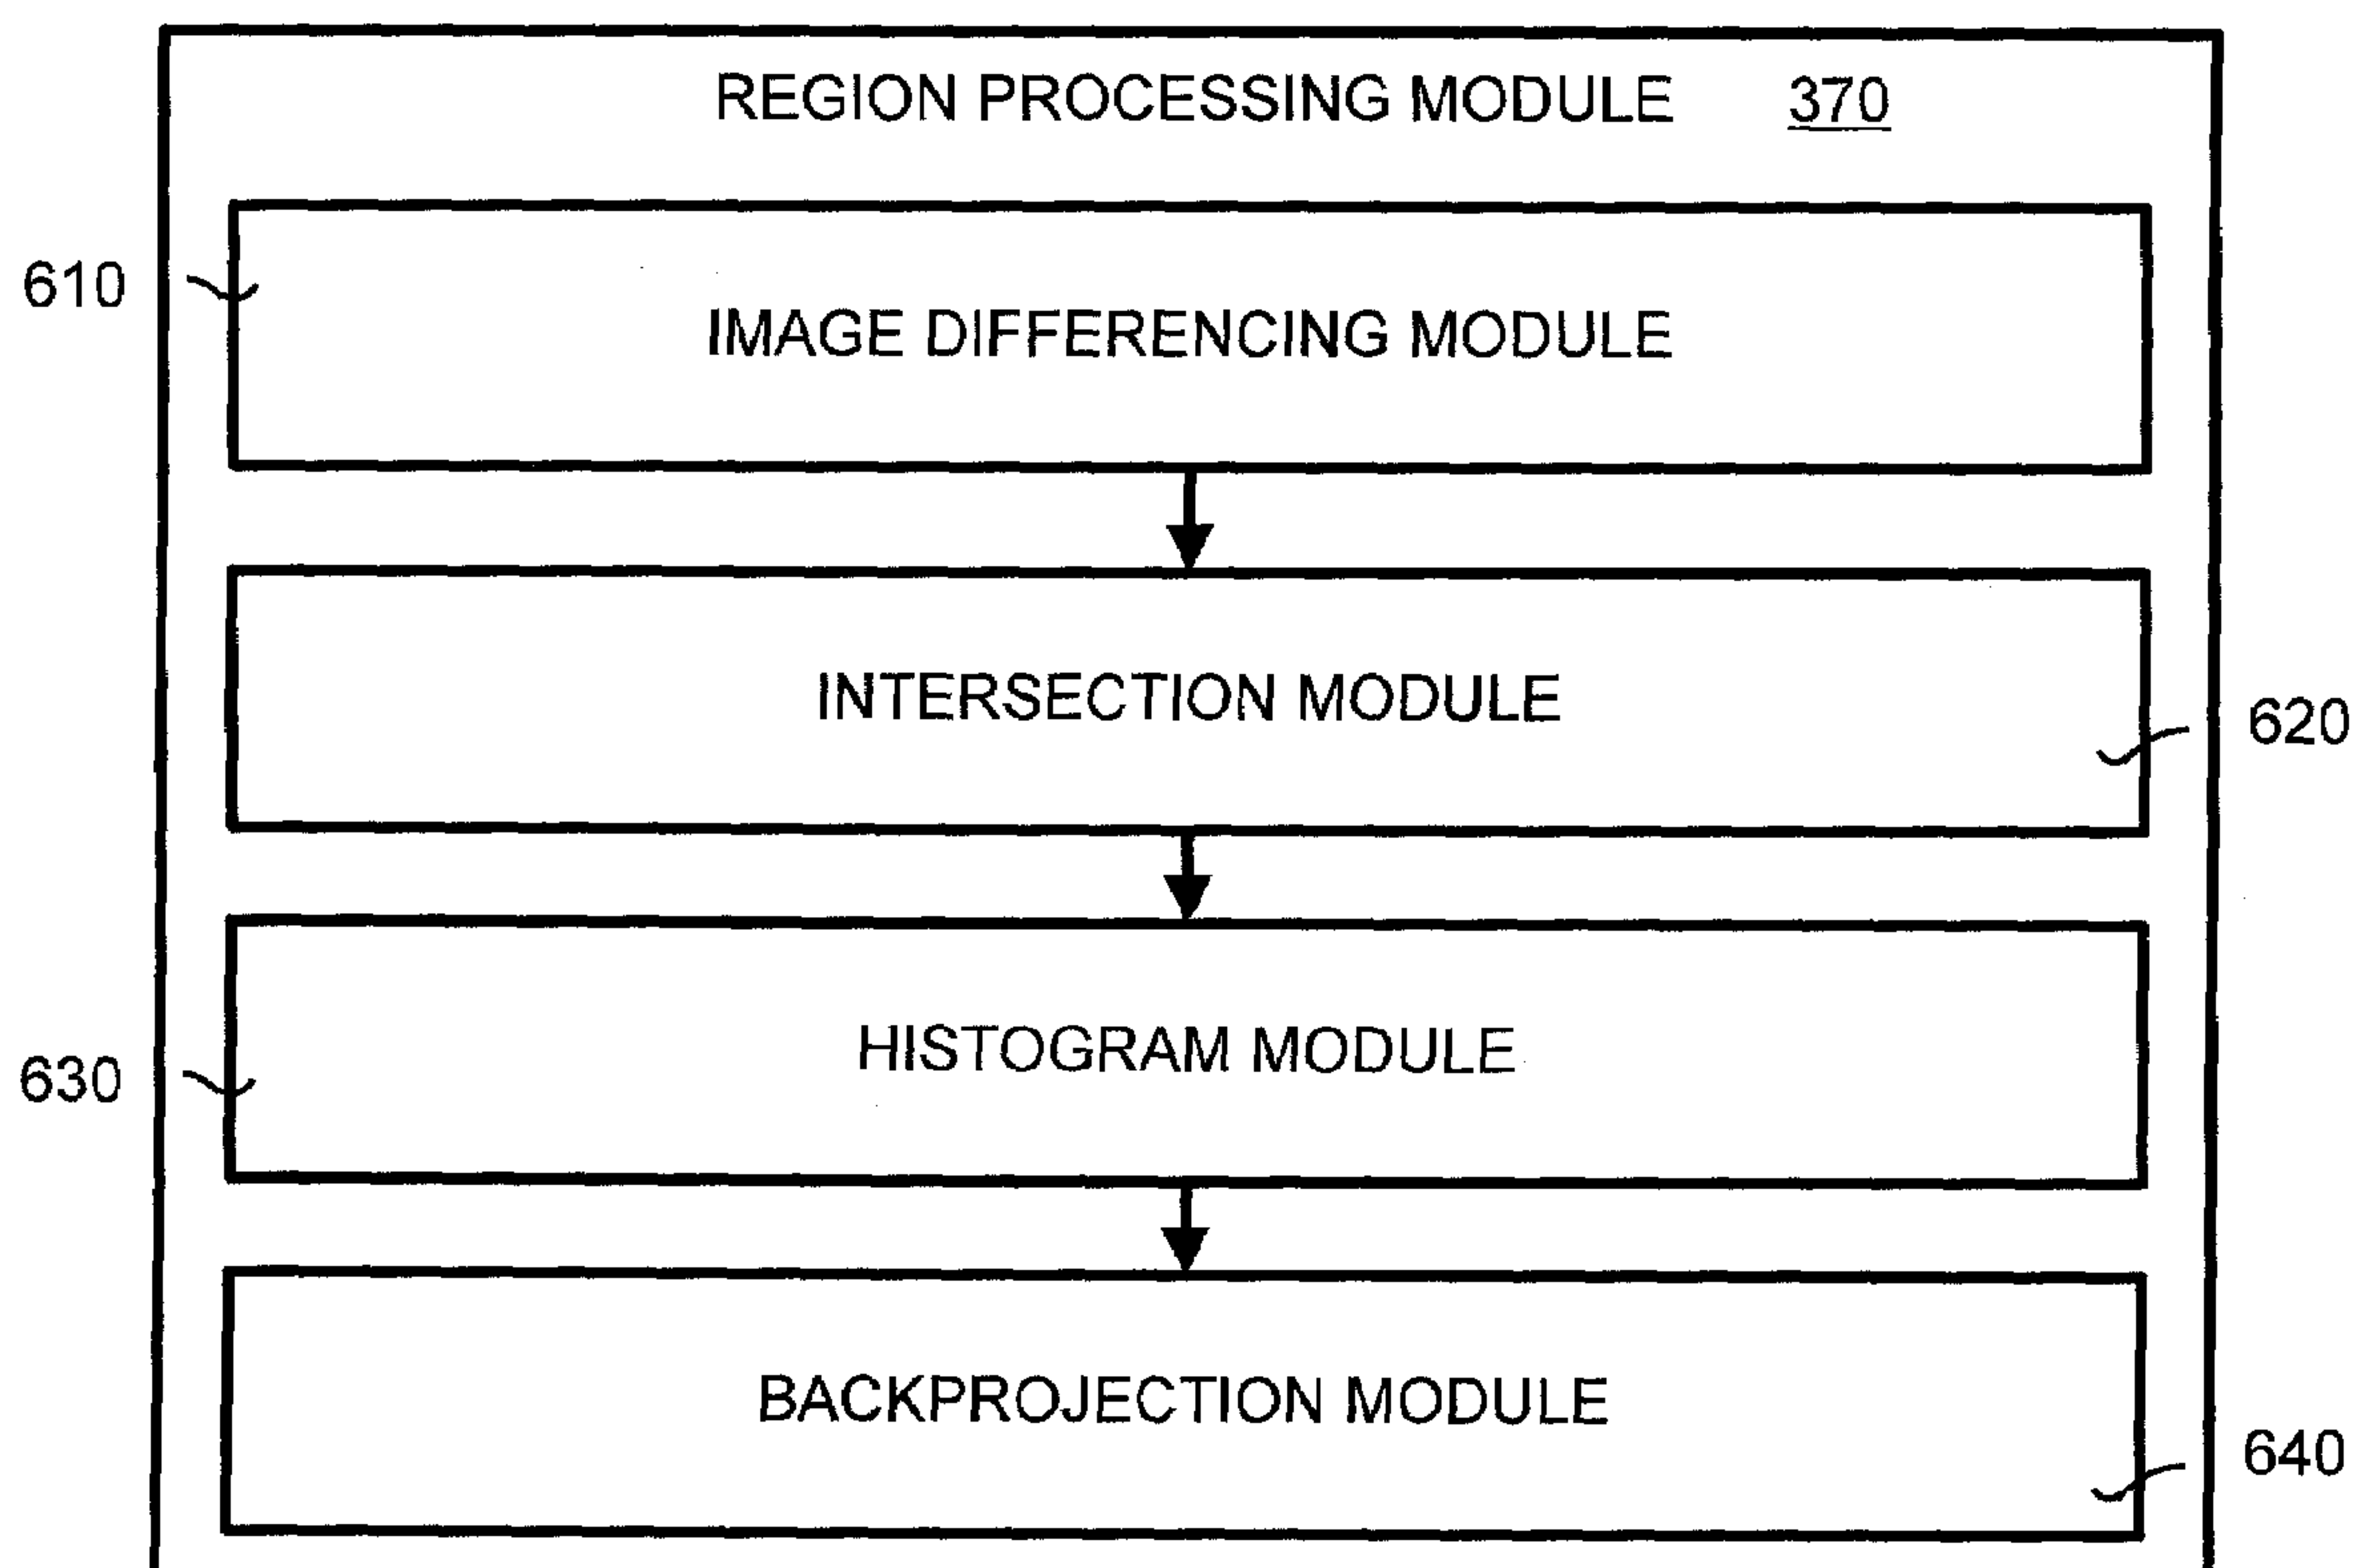 REGION PROCESSING MODULE 370
610
IMAGE DIFFERENCING MODULE
INTERSECTION MODULE
620
HISTOGRAM MODULE
630
BACKPROJECTION MODULE
640